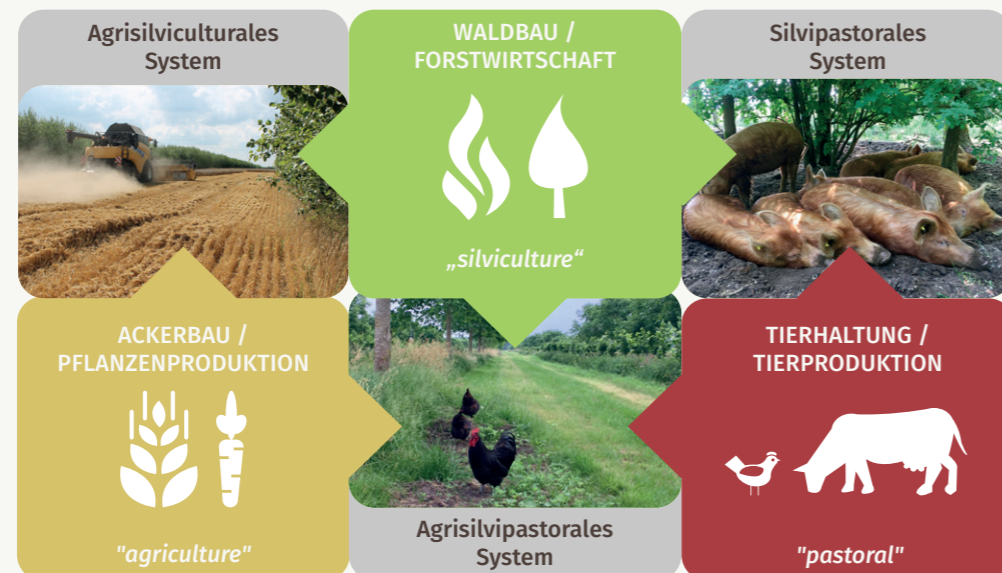 Agrisilviculturales
System
WALDBAU /
FORSTWIRTSCHAFT
„silviculture“
Silvipastorales
System
ACKERBAU /
PFLANZENPRODUKTION
"agriculture"
Agrisilvipastorales
System
TIERHALTUNG /
TIERPRODUKTION
"pastoral"